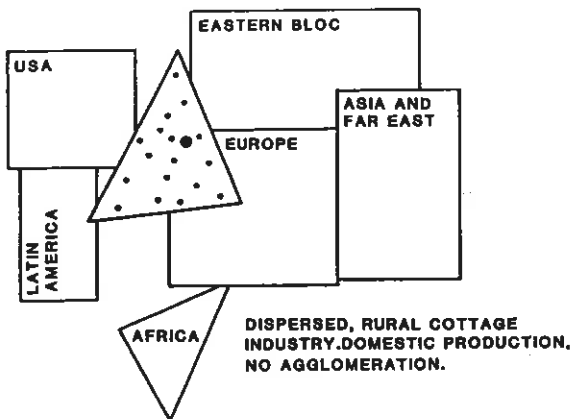 EASTERN BLOC
USA
ASIA AND
FAR EAST
EUROPE
LATIN
AMERICA
AFRICA
DISPERSED, RURAL COTTAGE
INDUSTRY.DOMESTIC PRODUCTION,
NO AGGLOMERATION.